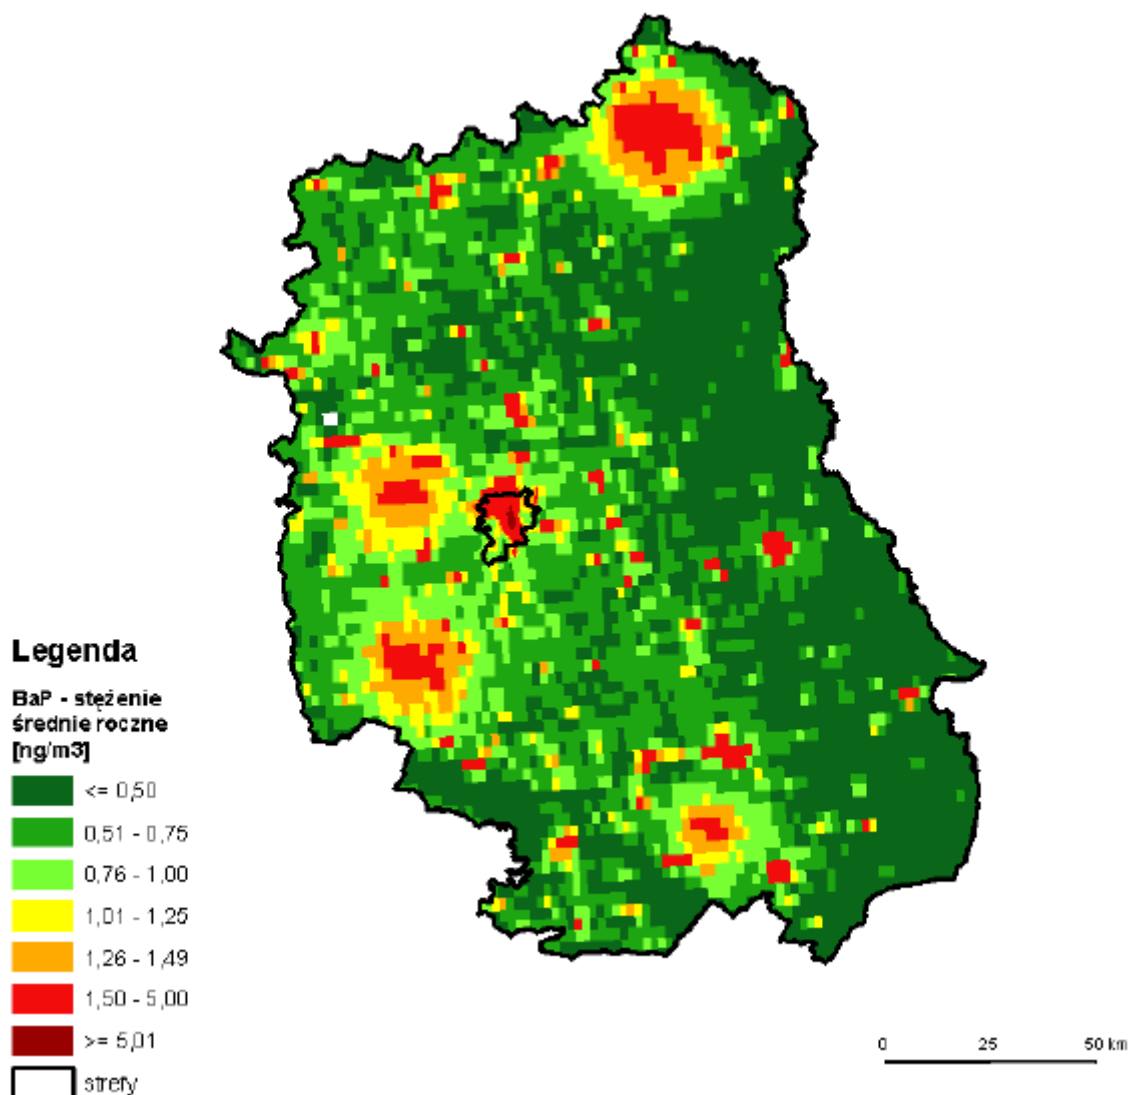 Legenda
BaP - stężenie
średnie roczne
[ng/m3]
<= 0,50
0,51 - 0,75
0,76 - 1,00
1,01 - 1,25
1,26 - 1,49
1,50 - 5,00
>= 5,01
strefy
0 25 50 km